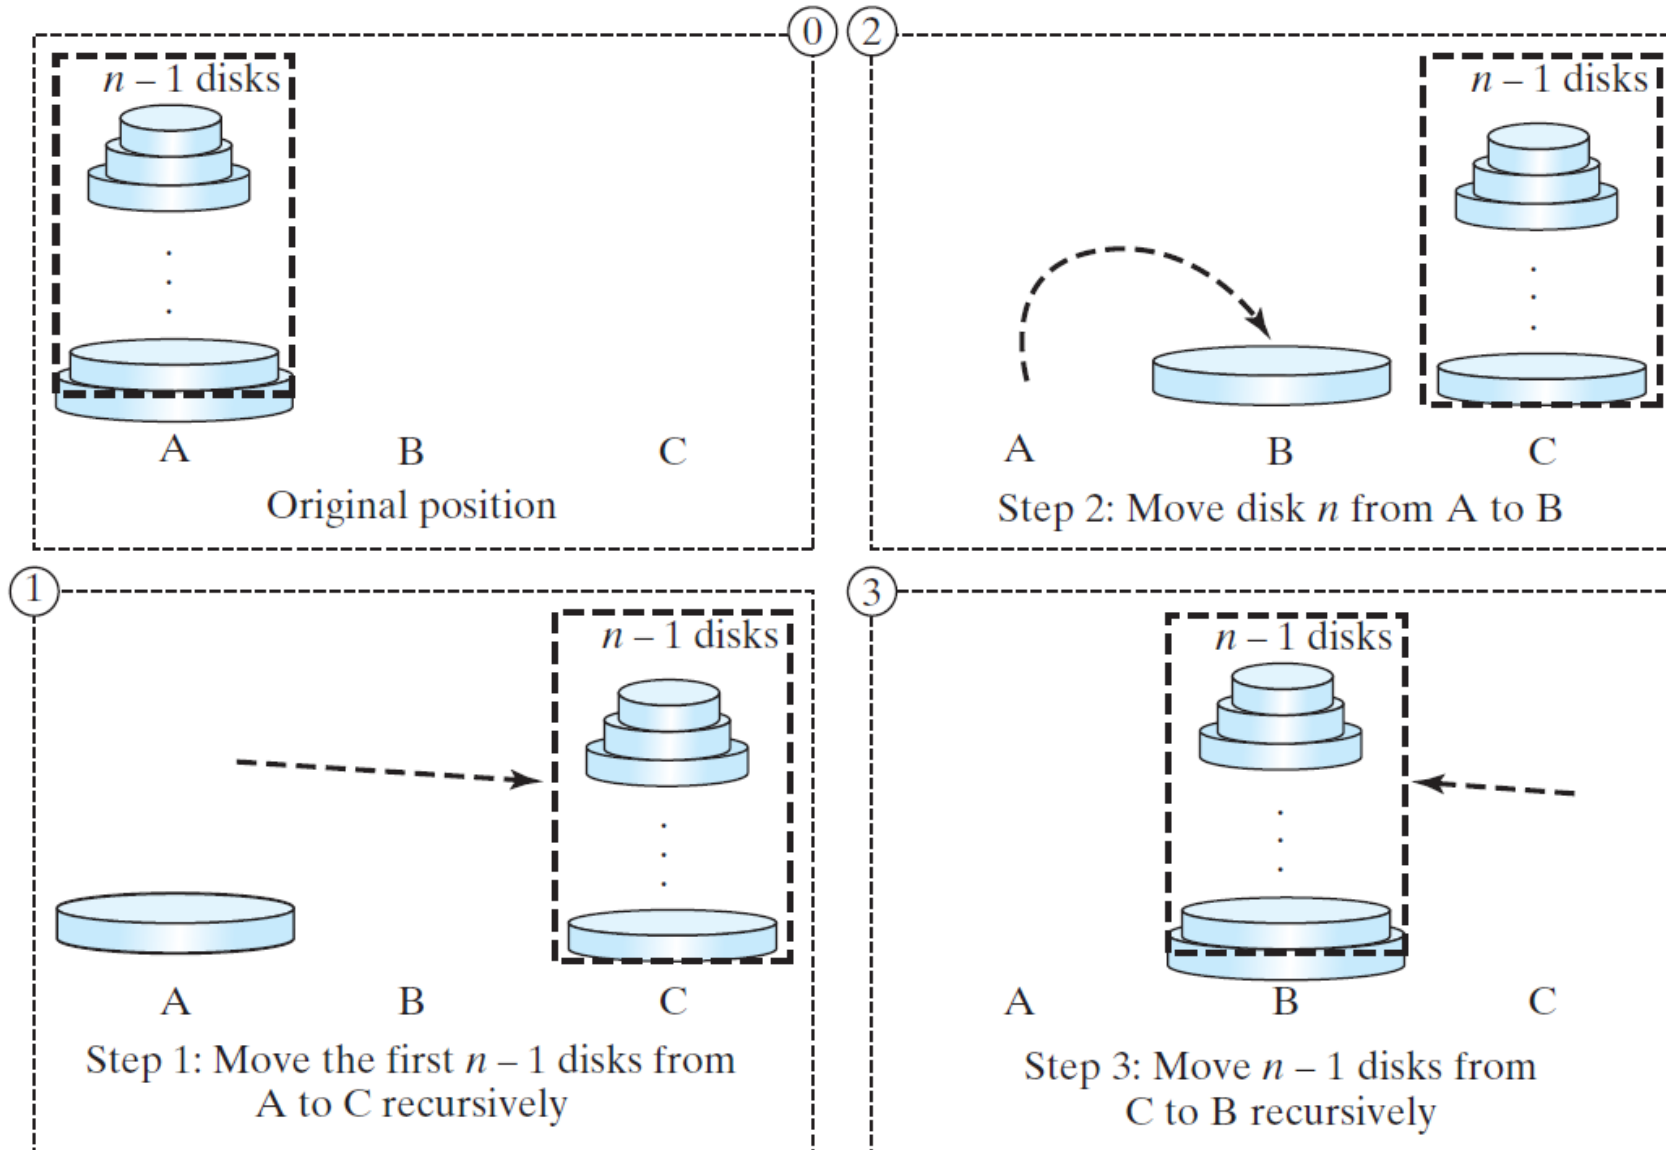 0
n – 1 disks
A B C
Original position
2
n – 1 disks
A B C
Step 2: Move disk n from A to B
1
n – 1 disks
A B C
Step 1: Move the first n – 1 disks from
A to C recursively
3
n – 1 disks
A B C
Step 3: Move n – 1 disks from
C to B recursively